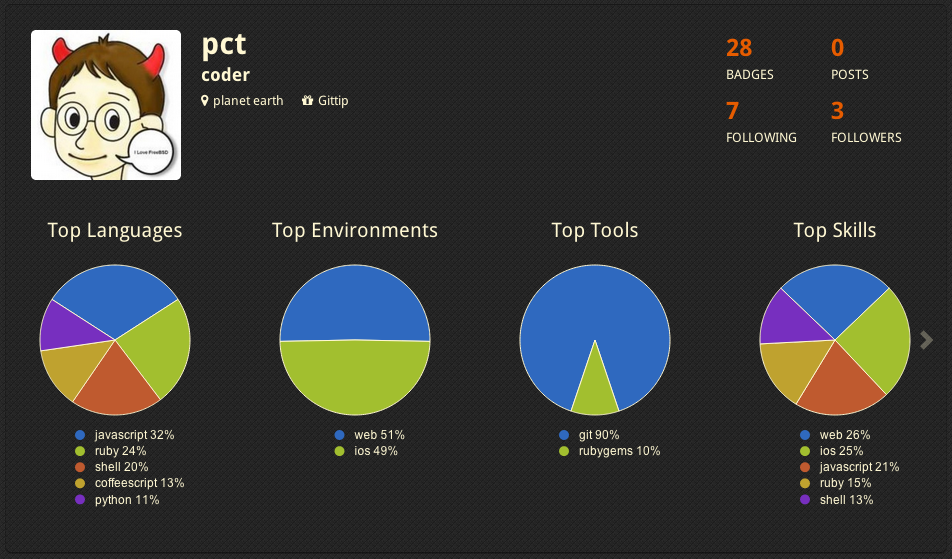 pct
coder
planet earth Gittip
I Love FreeBSD
28 0
BADGES POSTS
7 3
FOLLOWING FOLLOWERS
Top Languages
javascript 32%
ruby 24%
shell 20%
coffeescript 13%
python 11%
Top Environments
web 51%
ios 49%
Top Tools
git 90%
rubygems 10%
Top Skills
web 26%
ios 25%
javascript 21%
ruby 15%
shell 13%